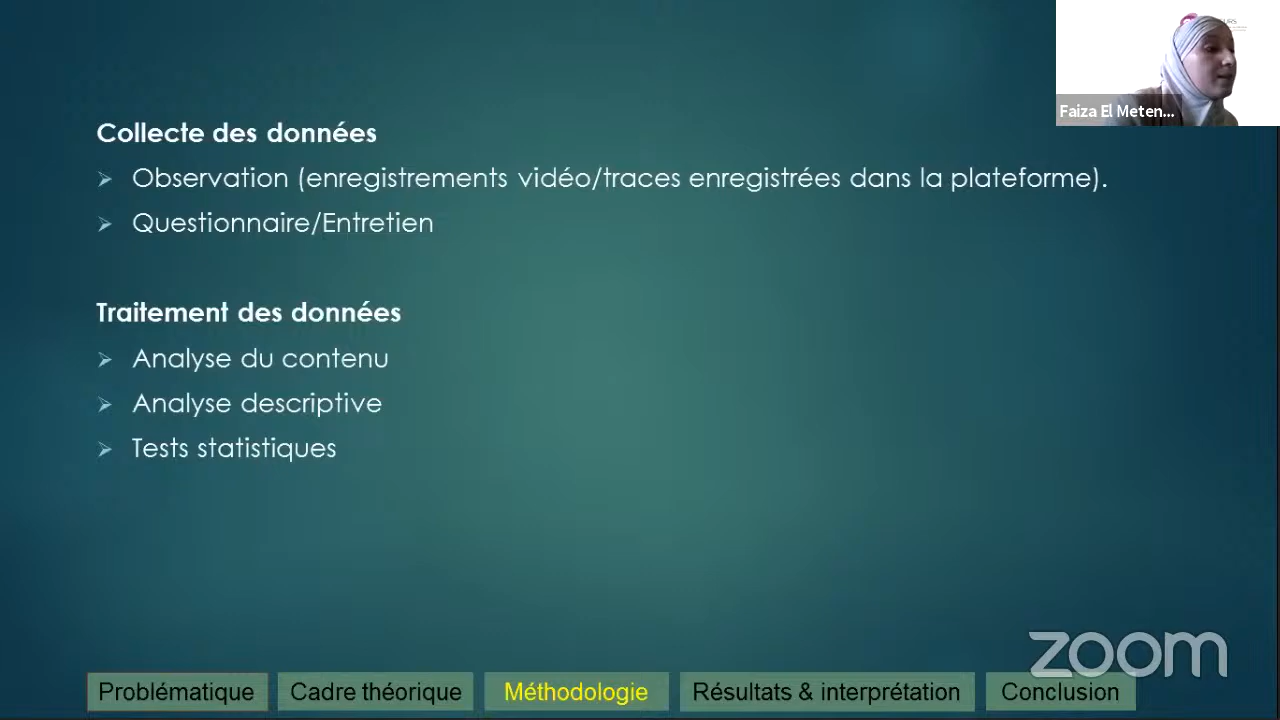 Faiza El Meten...
Collecte des données
Observation (enregistrements vidéo/traces enregistrées dans la plateforme).
Questionnaire/Entretien
Traitement des données
Analyse du contenu
Analyse descriptive
Tests statistiques
zoom
Problématique
Cadre théorique
Méthodologie
Résultats & interprétation
Conclusion